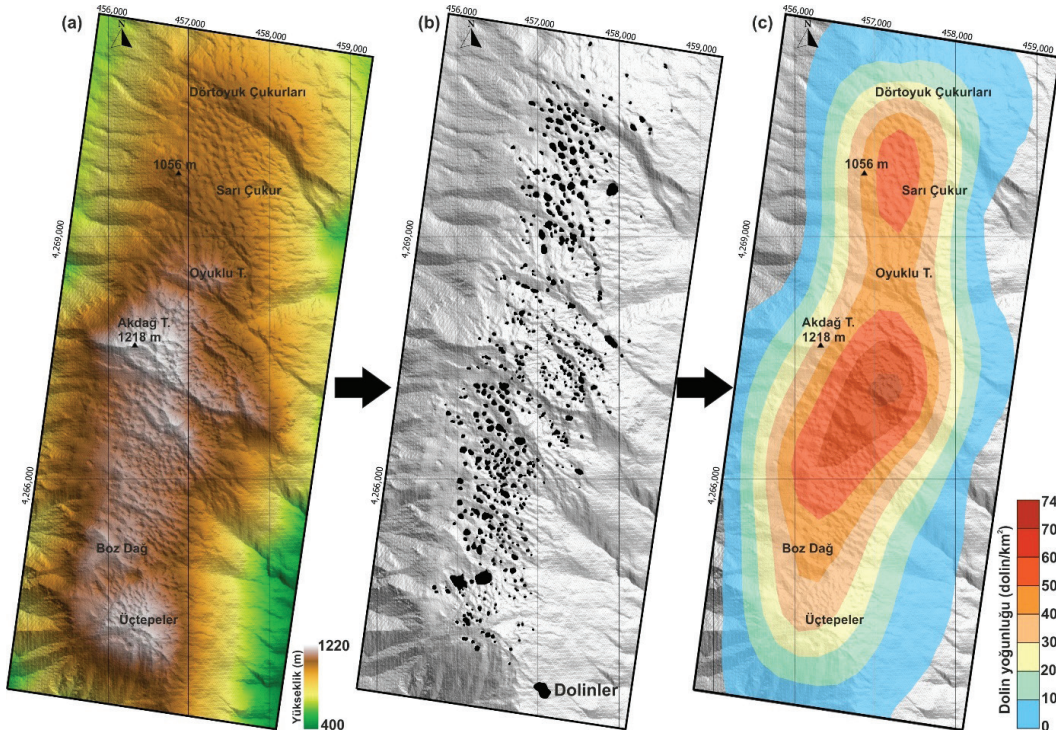 (a)
456,000
457,000
458,000
459,000
N
Dörtoyuk Çukurları
1056 m
Sarı Çukur
4,269,000
Oyuklu T.
Akdağ T.
1218 m
4,266,000
Boz Dağ
Üçtepeler
Yükseklik (m)
1220
400
(b)
456,000
457,000
458,000
459,000
N
4,269,000
4,266,000
Dolinler
(c)
456,000
457,000
458,000
459,000
N
Dörtoyuk Çukurları
1056 m
Sarı Çukur
4,269,000
Oyuklu T.
Akdağ T.
1218 m
4,266,000
Boz Dağ
Üçtepeler
Dolin yoğunluğu (dolin/km²)
74
70
60
50
40
30
20
10
0